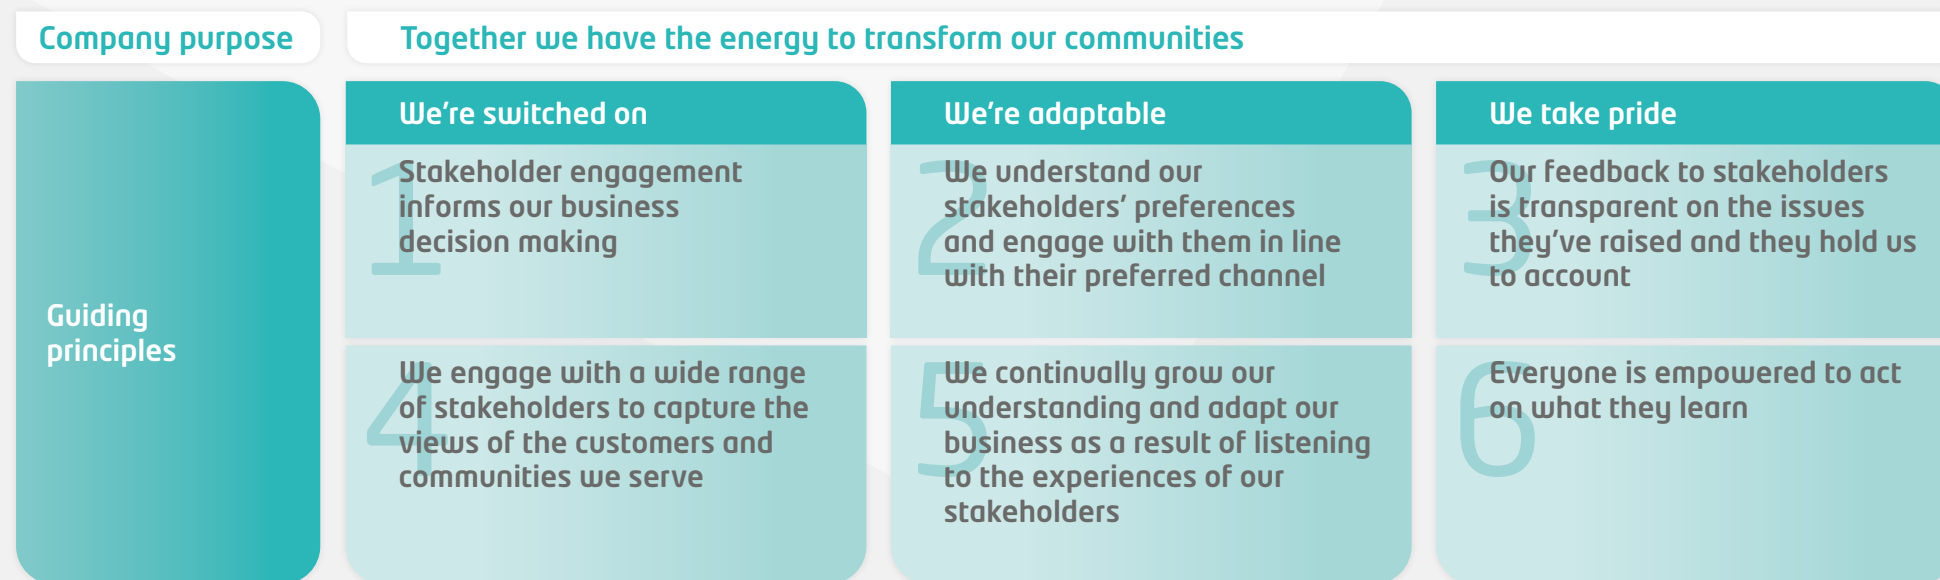 Company purpose
Together we have the energy to transform our communities
Guiding
principles
We're switched on
We're adaptable
We take pride
1
Stakeholder engagement
informs our business
decision making
2
We understand our
stakeholders' preferences
and engage with them in line
with their preferred channel
3
Our feedback to stakeholders
is transparent on the issues
they've raised and they hold us
to account
4
We engage with a wide range
of stakeholders to capture the
views of the customers and
communities we serve
5
We continually grow our
understanding and adapt our
business as a result of listening
to the experiences of our
stakeholders
6
Everyone is empowered to act
on what they learn